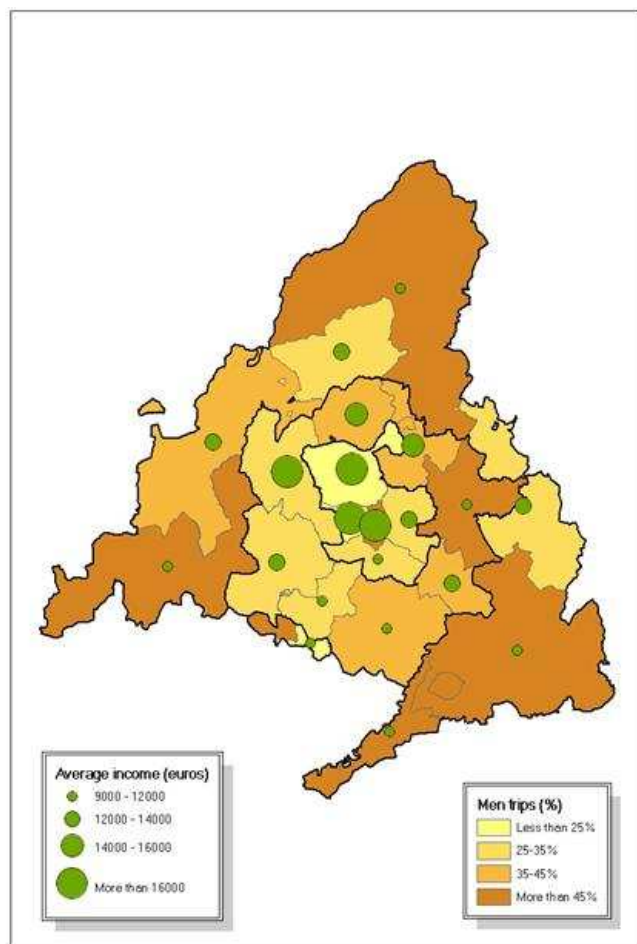 Average income (euros)
9000 - 12000
12000 - 14000
14000 - 16000
More than 16000
Men trips (%)
Less than 25%
25-35%
35-45%
More than 45%